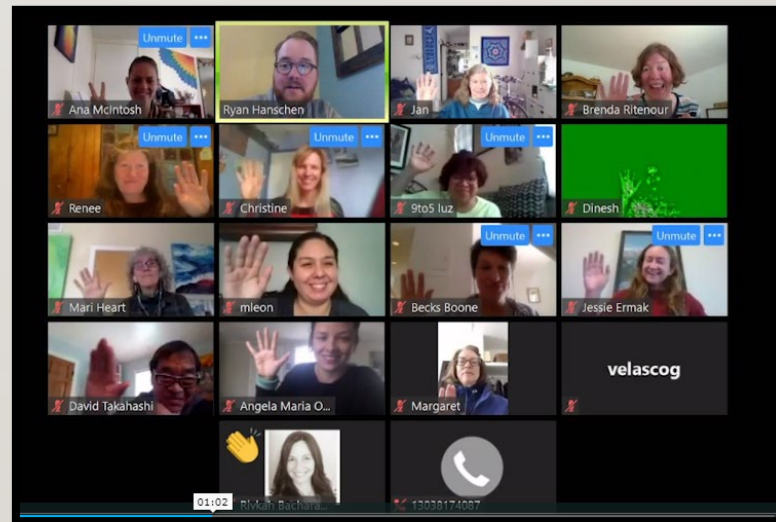 Unmute
Ana McIntosh
Ryan Hanschen
Jan
Brenda Ritenour
Unmute
Unmute
Unmute
Renee
Christine
9to5 luz
Dinesh
Unmute
Unmute
Mari Heart
mleon
Becks Boone
Jessie Ermak
David Takahashi
Angela Maria O...
Margaret
velascog
01:02
Rivkah Bachara...
13038174087